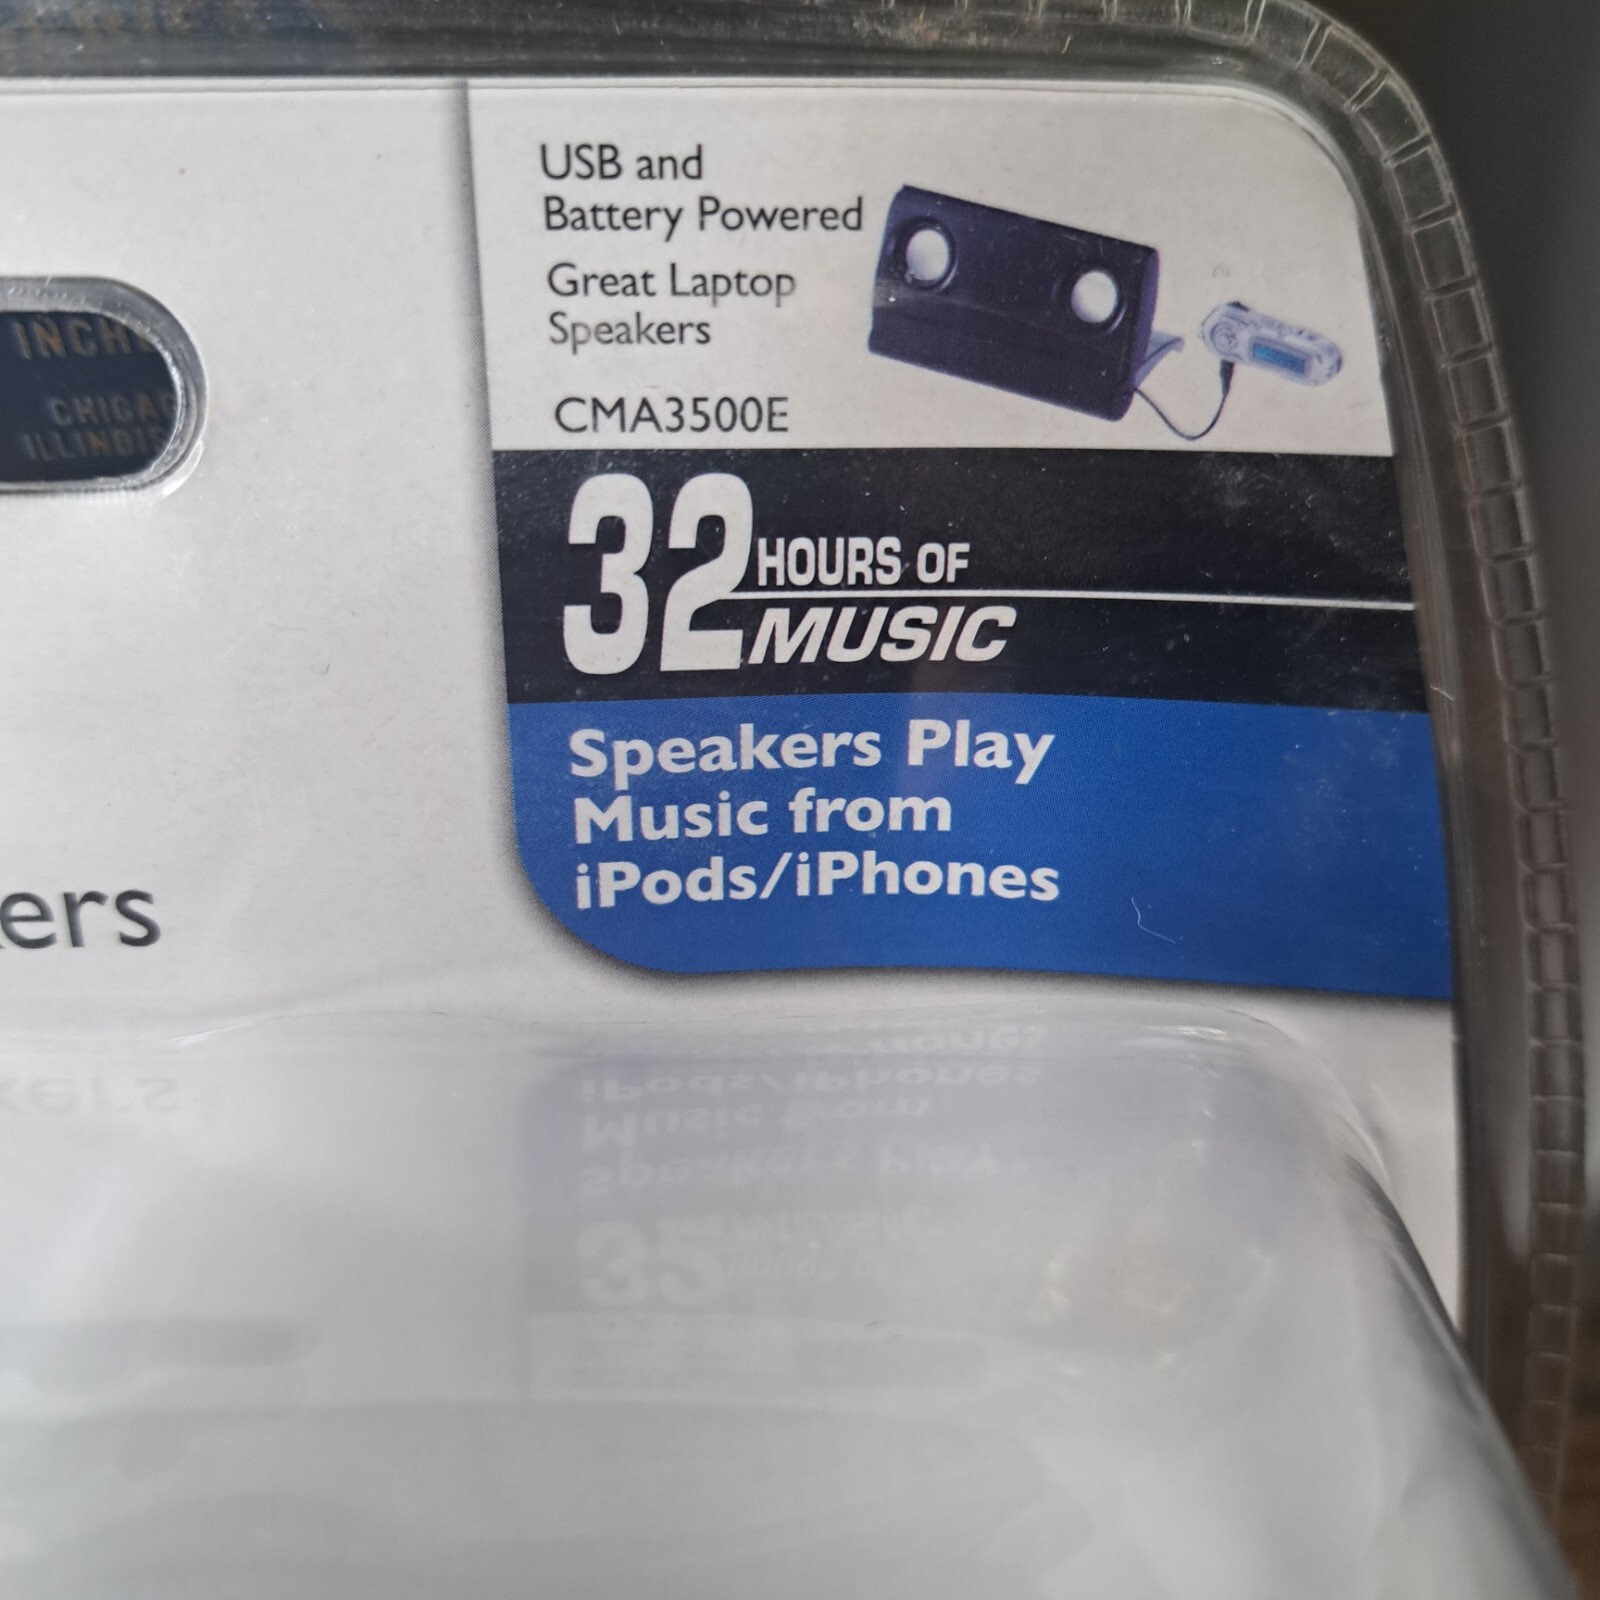 USB and
Battery Powered
Great Laptop
Speakers
CMA3500E
32 HOURS OF
MUSIC
Speakers Play
Music from
iPods/iPhones
ers